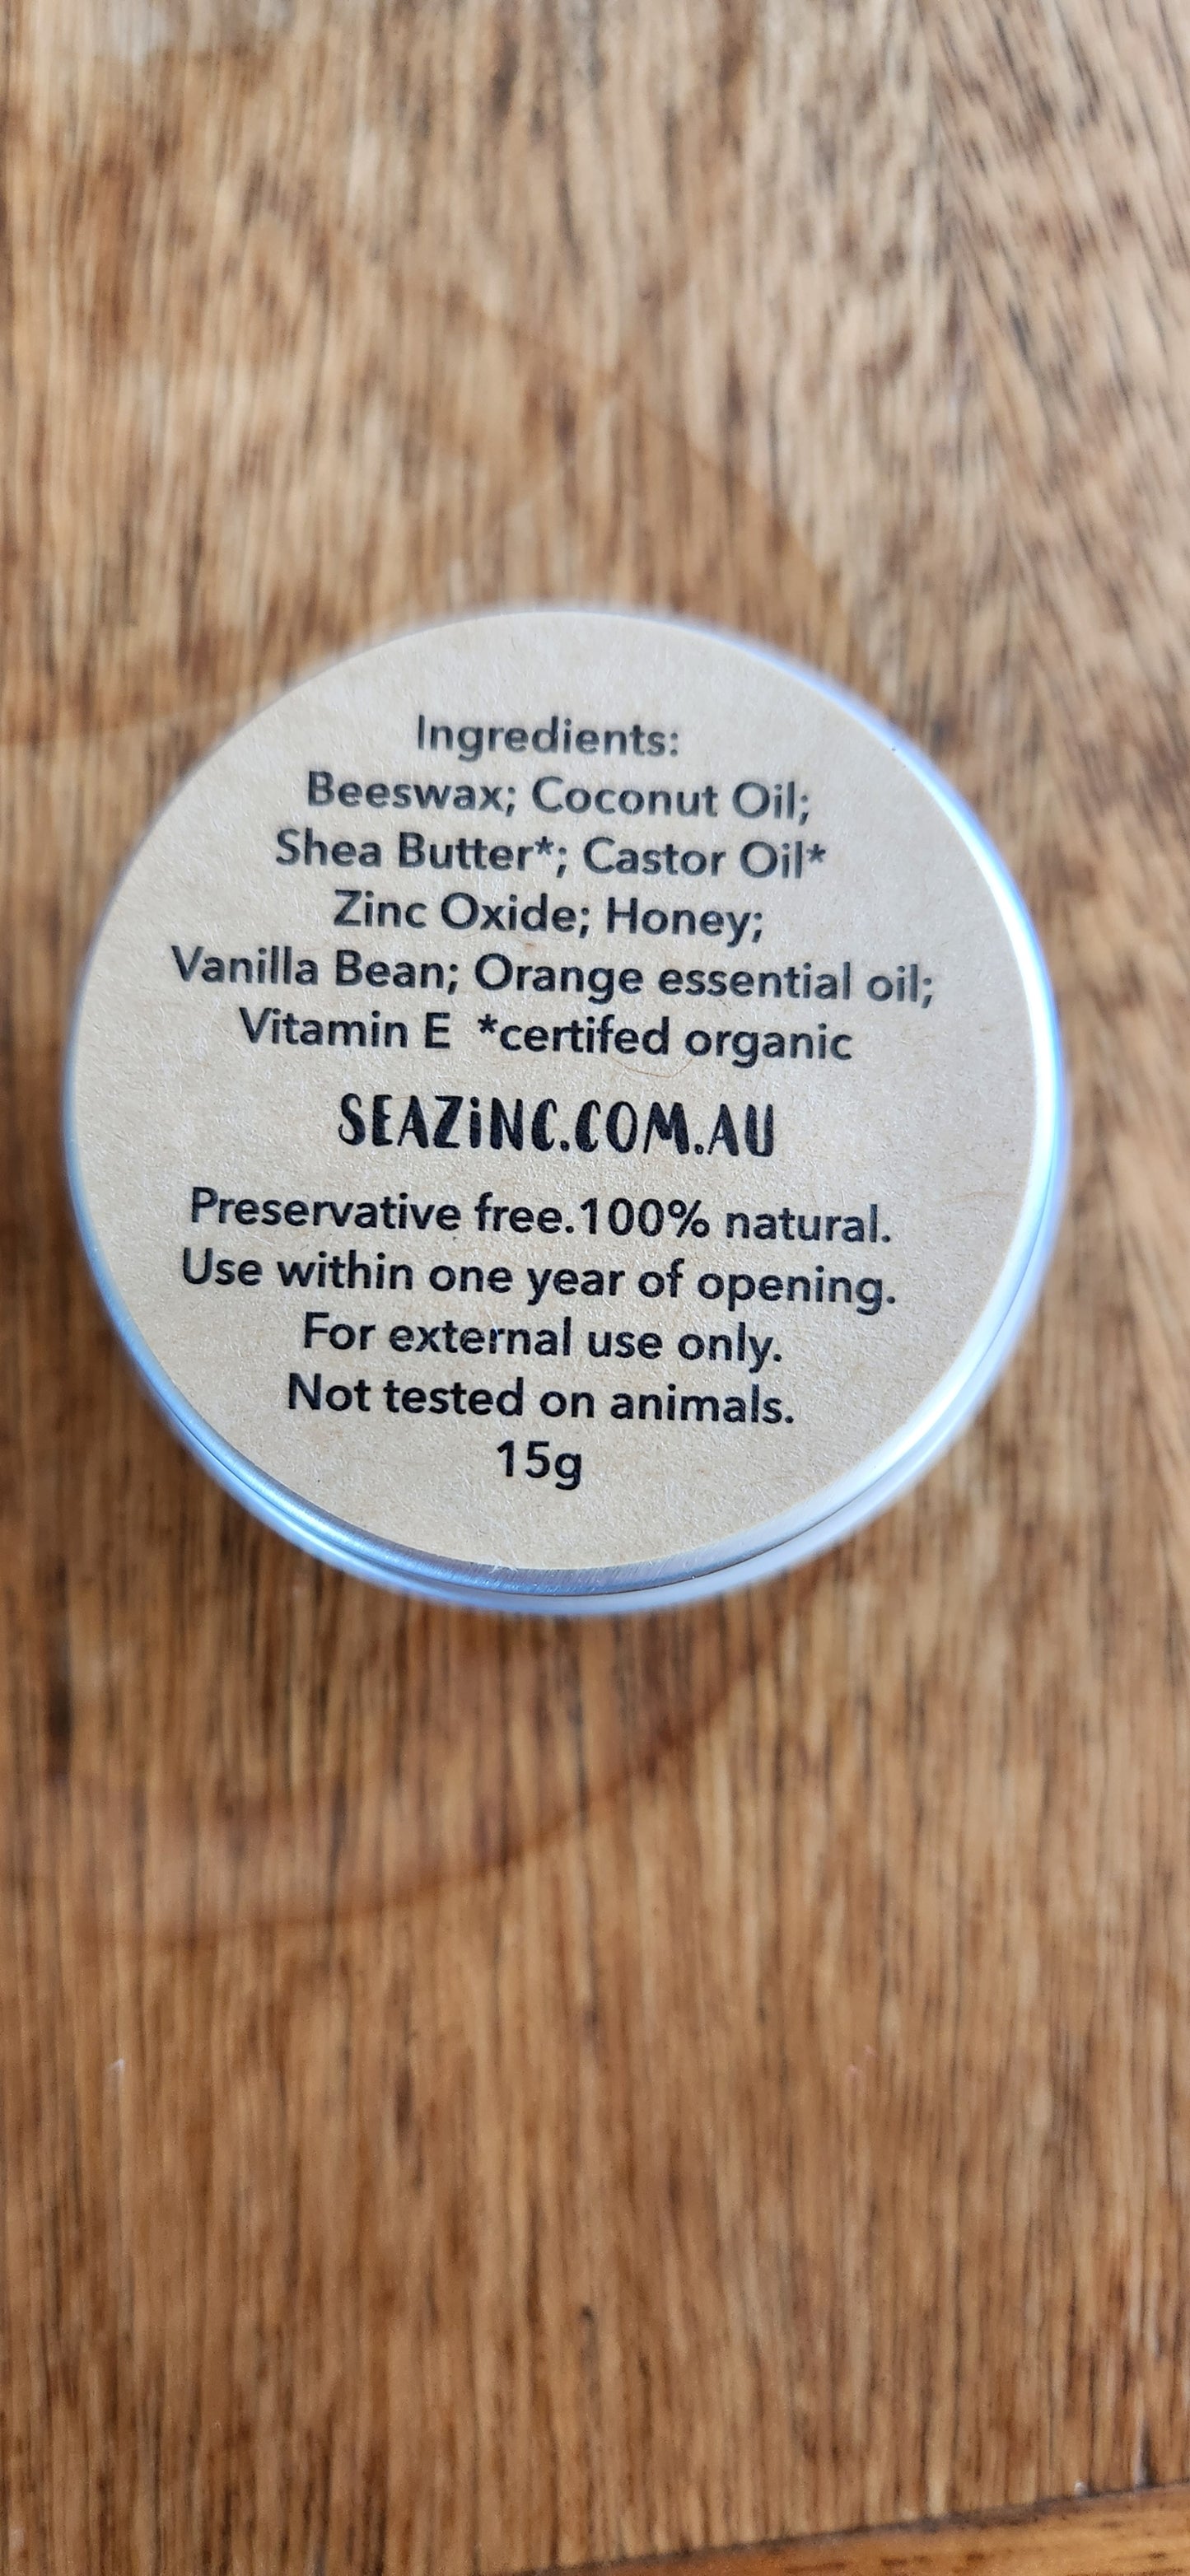 Ingredients:
Beeswax; Coconut Oil;
Shea Butter*; Castor Oil*
Zinc Oxide; Honey;
Vanilla Bean; Orange essential oil;
Vitamin E *certifed organic
SEAZiNC.COM.AU
Preservative free.100% natural.
Use within one year of opening.
For external use only.
Not tested on animals.
15g